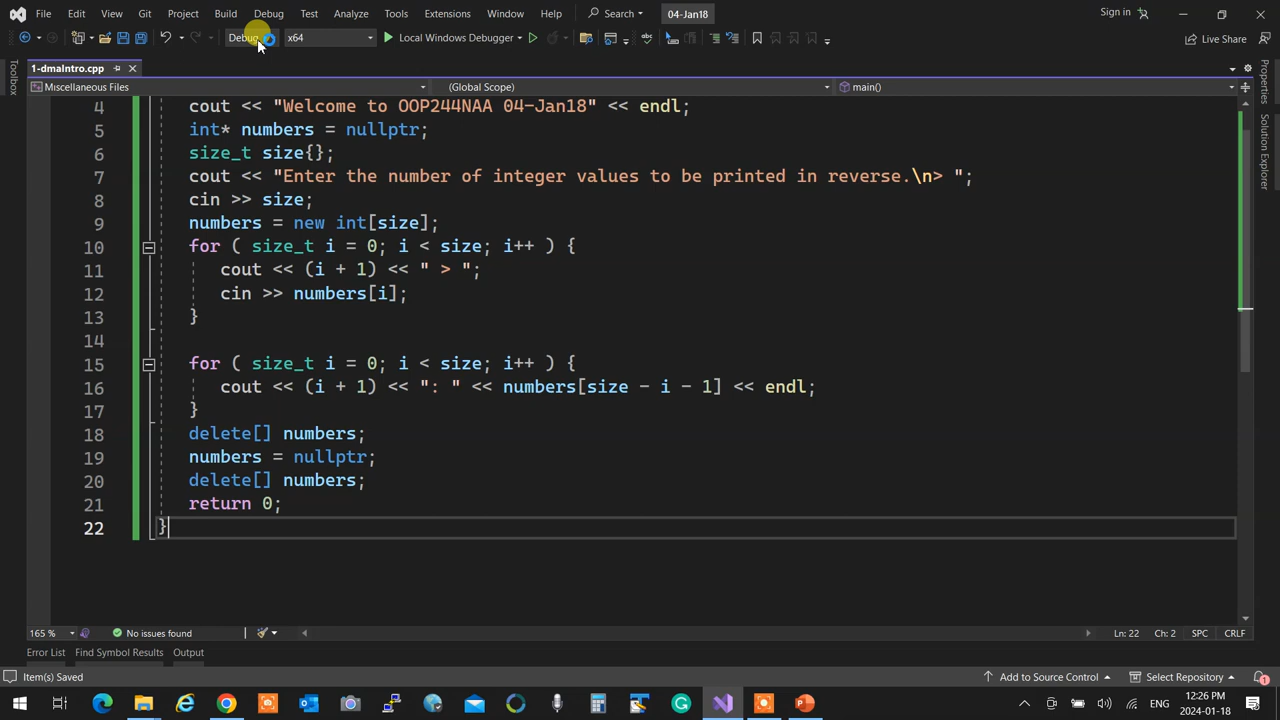 File Edit View Git Project Build Debug Test Analyze Tools Extensions Window Help Search 04-Jan18 Sign in
Debug x64 Local Windows Debugger Live Share
1-dmaIntro.cpp
Miscellaneous Files (Global Scope) main()
Toolbox
Properties
Solution Explorer
4 cout << "Welcome to OOP244NAA 04-Jan18" << endl;
5 int* numbers = nullptr;
6 size_t size{};
7 cout << "Enter the number of integer values to be printed in reverse.\n> ";
8 cin >> size;
9 numbers = new int[size];
10 for ( size_t i = 0; i < size; i++ ) {
11 cout << (i + 1) << " > ";
12 cin >> numbers[i];
13 }
14
15 for ( size_t i = 0; i < size; i++ ) {
16 cout << (i + 1) << ": " << numbers[size - i - 1] << endl;
17 }
18 delete[] numbers;
19 numbers = nullptr;
20 delete[] numbers;
21 return 0;
22 }
165 % No issues found Ln: 22 Ch: 2 SPC CRLF
Error List Find Symbol Results Output
Item(s) Saved Add to Source Control Select Repository 1
ENG 12:26 PM
2024-01-18